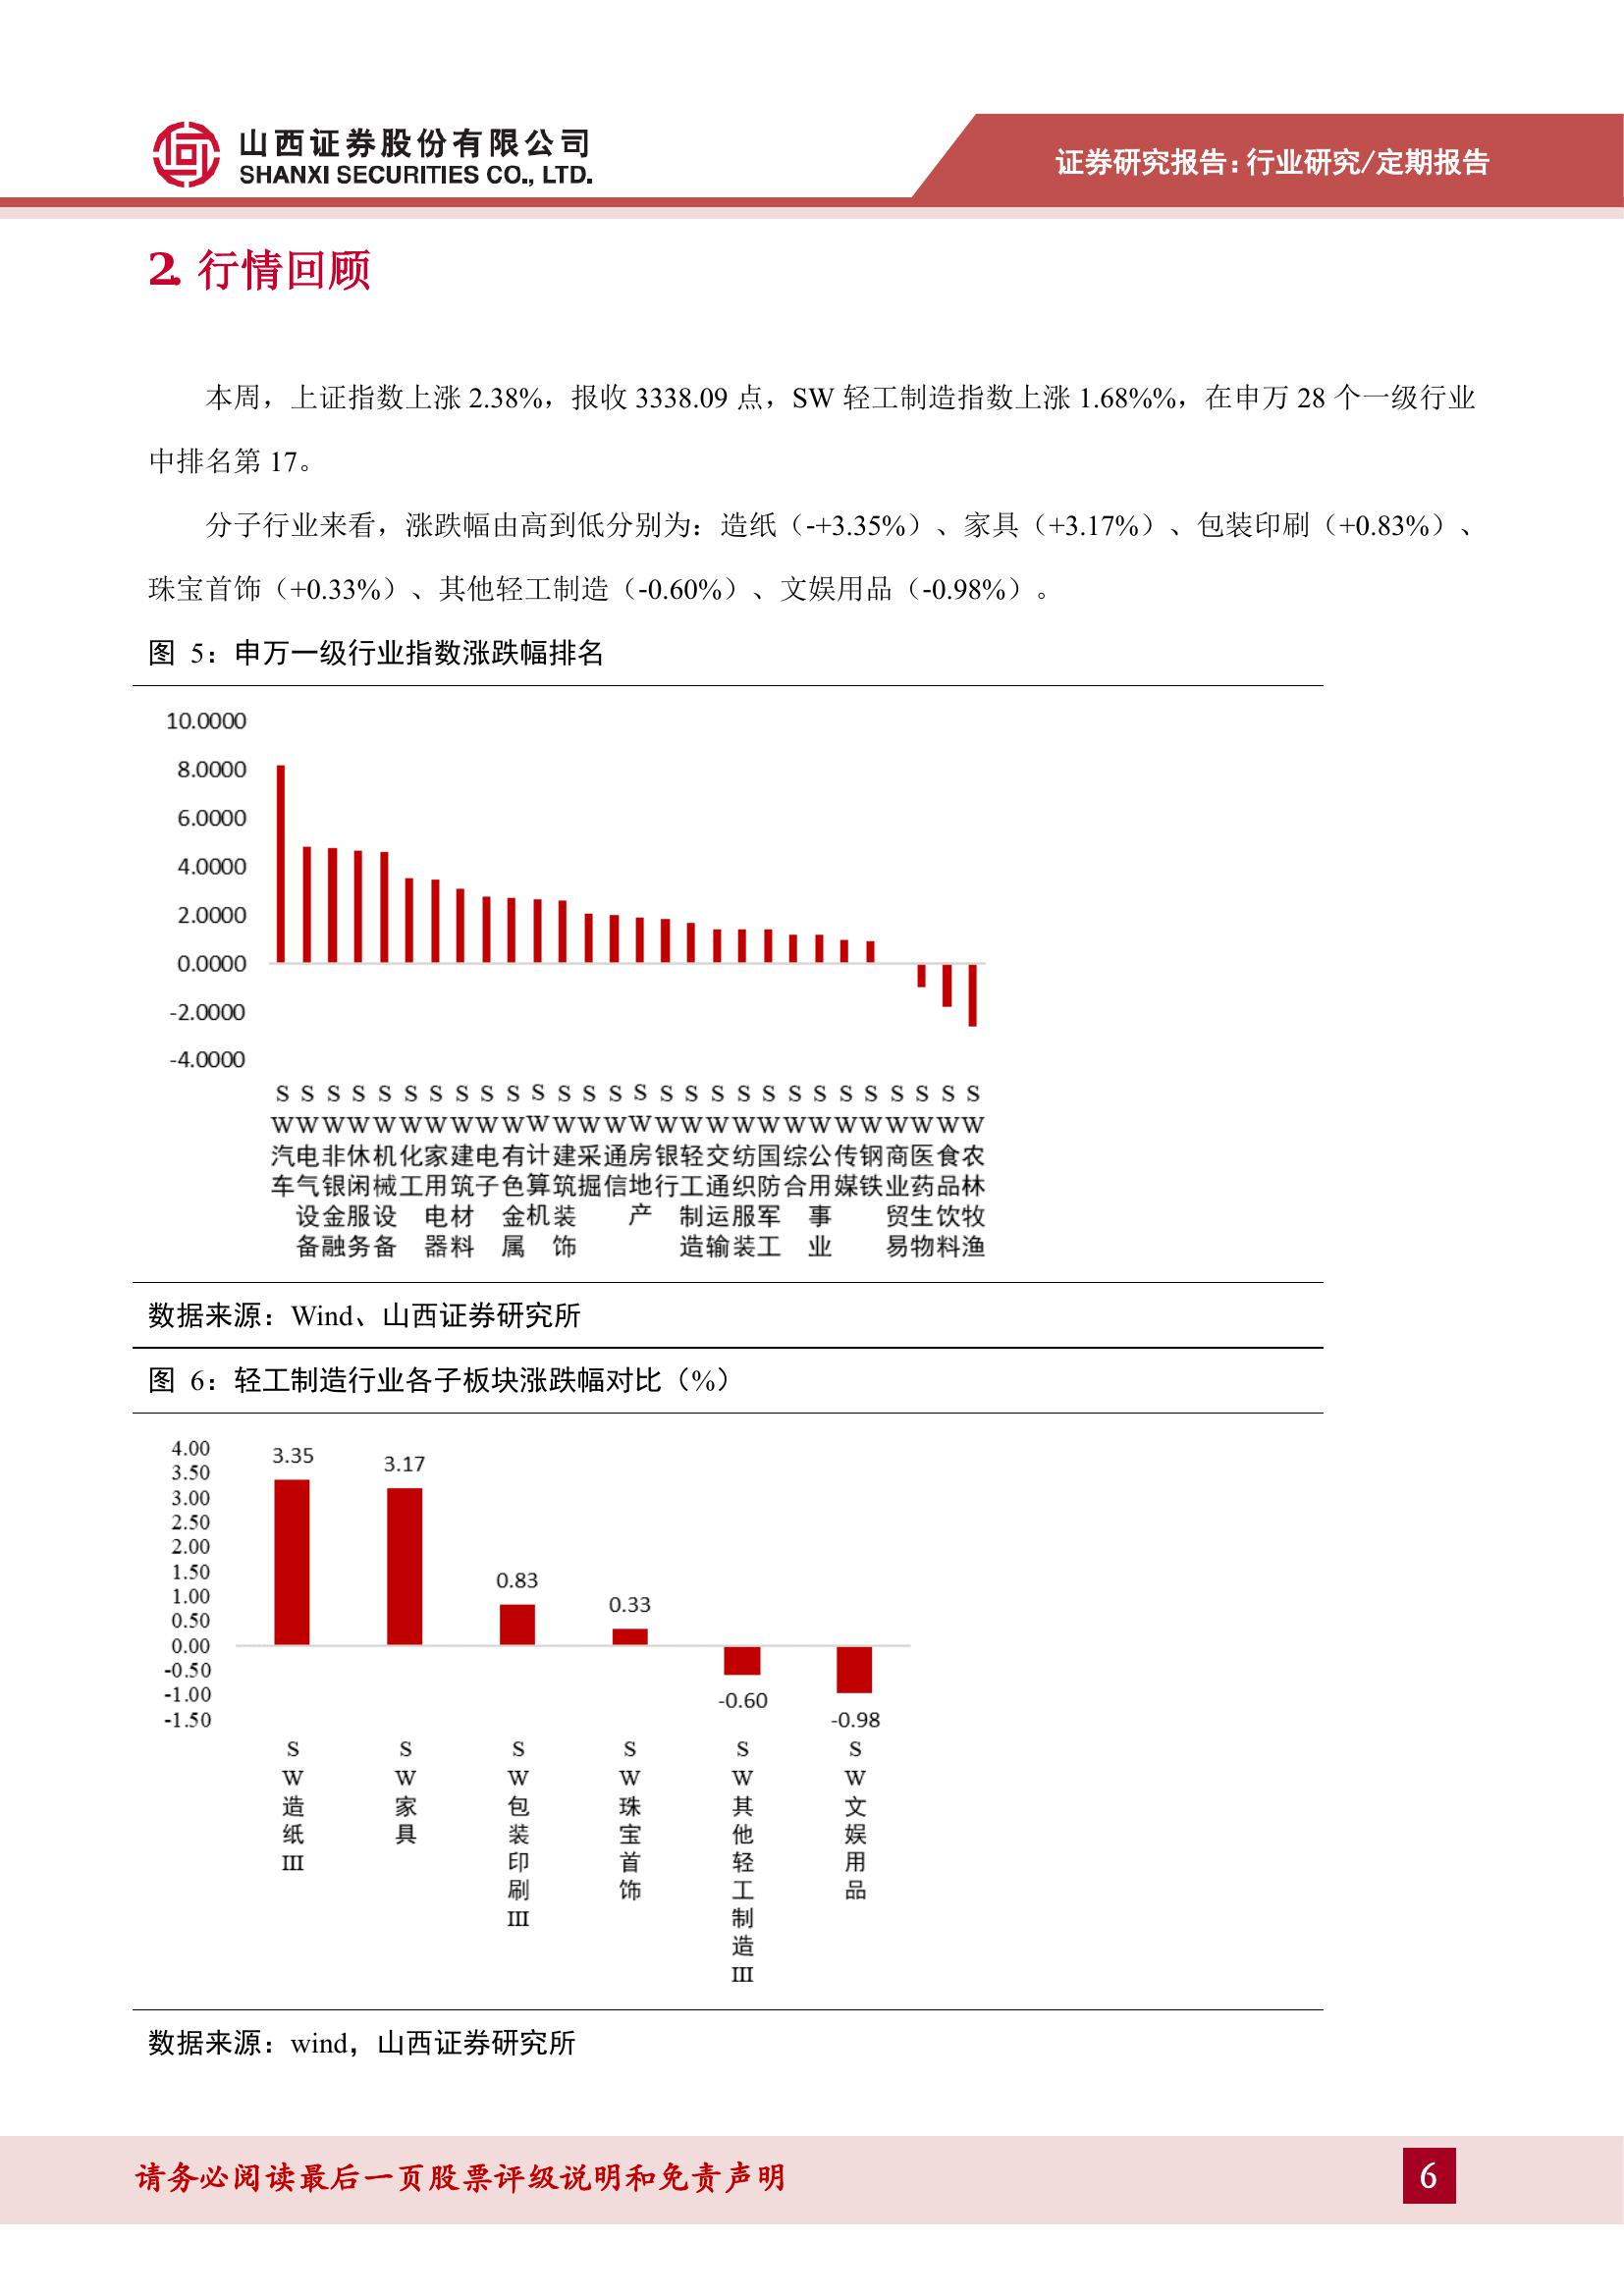 山西证券股份有限公司
SHANXI SECURITIES CO., LTD.
证券研究报告:行业研究/定期报告
2. 行情回顾
本周，上证指数上涨 2.38%，报收 3338.09 点，SW 轻工制造指数上涨 1.68%%，在申万 28 个一级行业
中排名第 17。
分子行业来看，涨跌幅由高到低分别为：造纸（-+3.35%）、家具（+3.17%）、包装印刷（+0.83%）、
珠宝首饰（+0.33%）、其他轻工制造（-0.60%）、文娱用品（-0.98%）。
图 5：申万一级行业指数涨跌幅排名
10.0000
8.0000
6.0000
4.0000
2.0000
0.0000
-2.0000
-4.0000
SW汽车
SW电气设备
SW非银金融
SW休闲服务
SW机械设备
SW化工
SW家用电器
SW建筑材料
SW电子
SW有色金属
SW计算机
SW建筑装饰
SW采掘
SW通信
SW房地产
SW银行
SW轻工制造
SW交通运输
SW纺织服装
SW国防军工
SW综合
SW公用事业
SW传媒
SW钢铁
SW商业贸易
SW医药生物
SW食品饮料
SW农林牧渔
数据来源：Wind、山西证券研究所
图 6：轻工制造行业各子板块涨跌幅对比（%）
4.00
3.50
3.00
2.50
2.00
1.50
1.00
0.50
0.00
-0.50
-1.00
-1.50
3.35
3.17
0.83
0.33
-0.60
-0.98
SW造纸III
SW家具
SW包装印刷III
SW珠宝首饰
SW其他轻工制造III
SW文娱用品
数据来源：wind，山西证券研究所
请务必阅读最后一页股票评级说明和免责声明
6